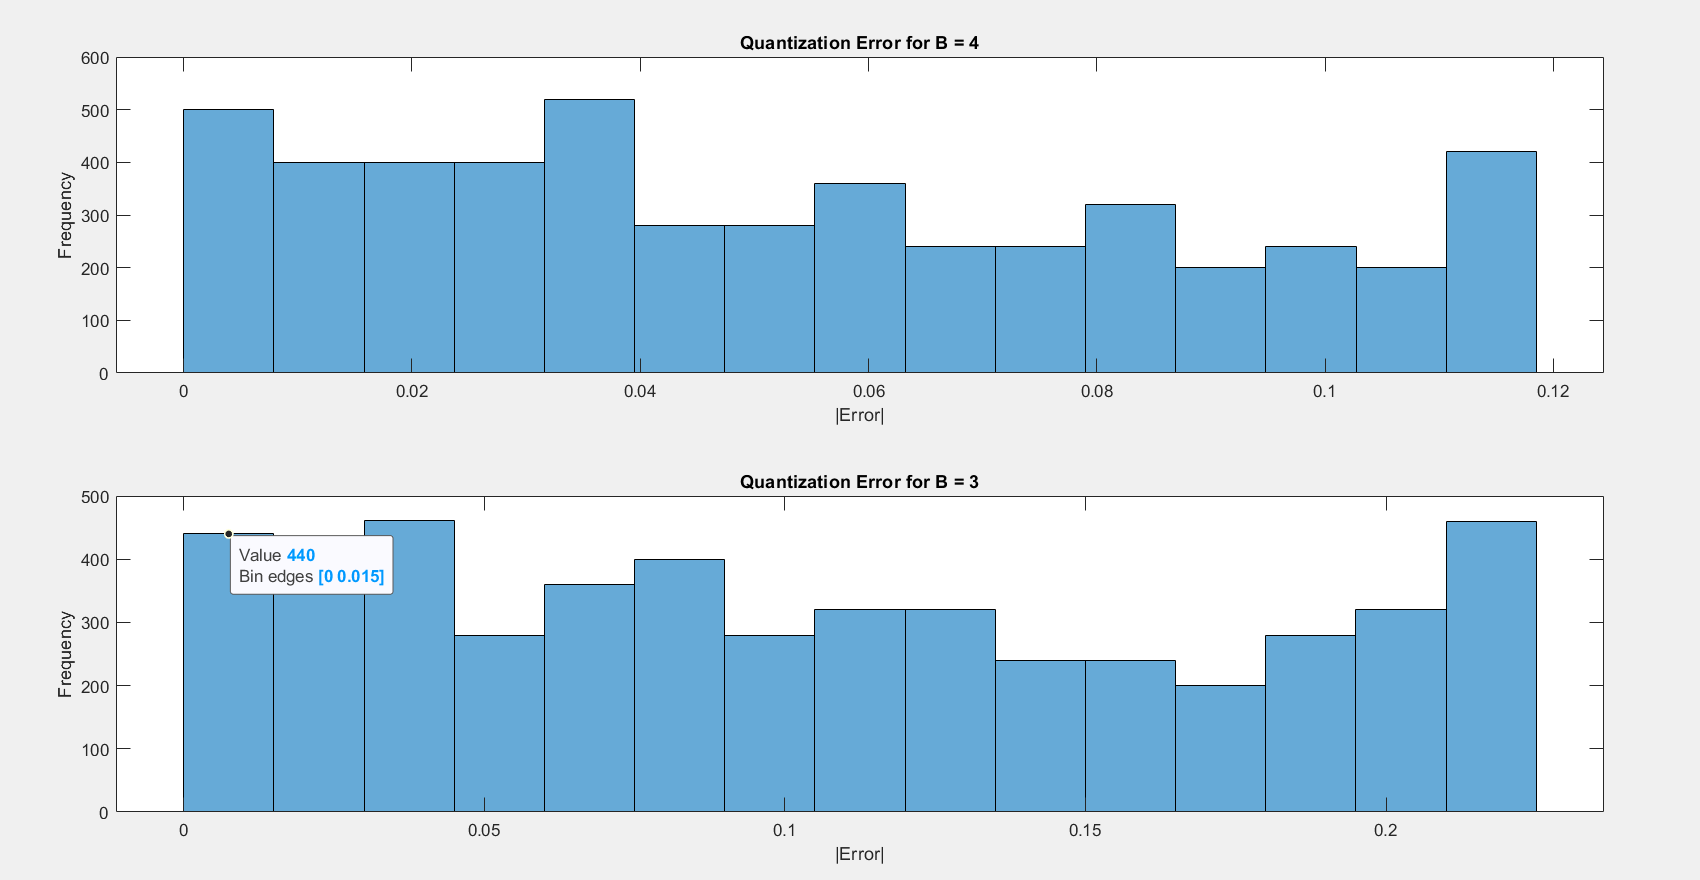 Quantization Error for B = 4
600
500
400
300
200
100
0
Frequency
0 0.02 0.04 0.06 0.08 0.1 0.12
|Error|
Quantization Error for B = 3
500
400
300
200
100
0
Frequency
Value 440
Bin edges [0 0.015]
0 0.05 0.1 0.15 0.2
|Error|